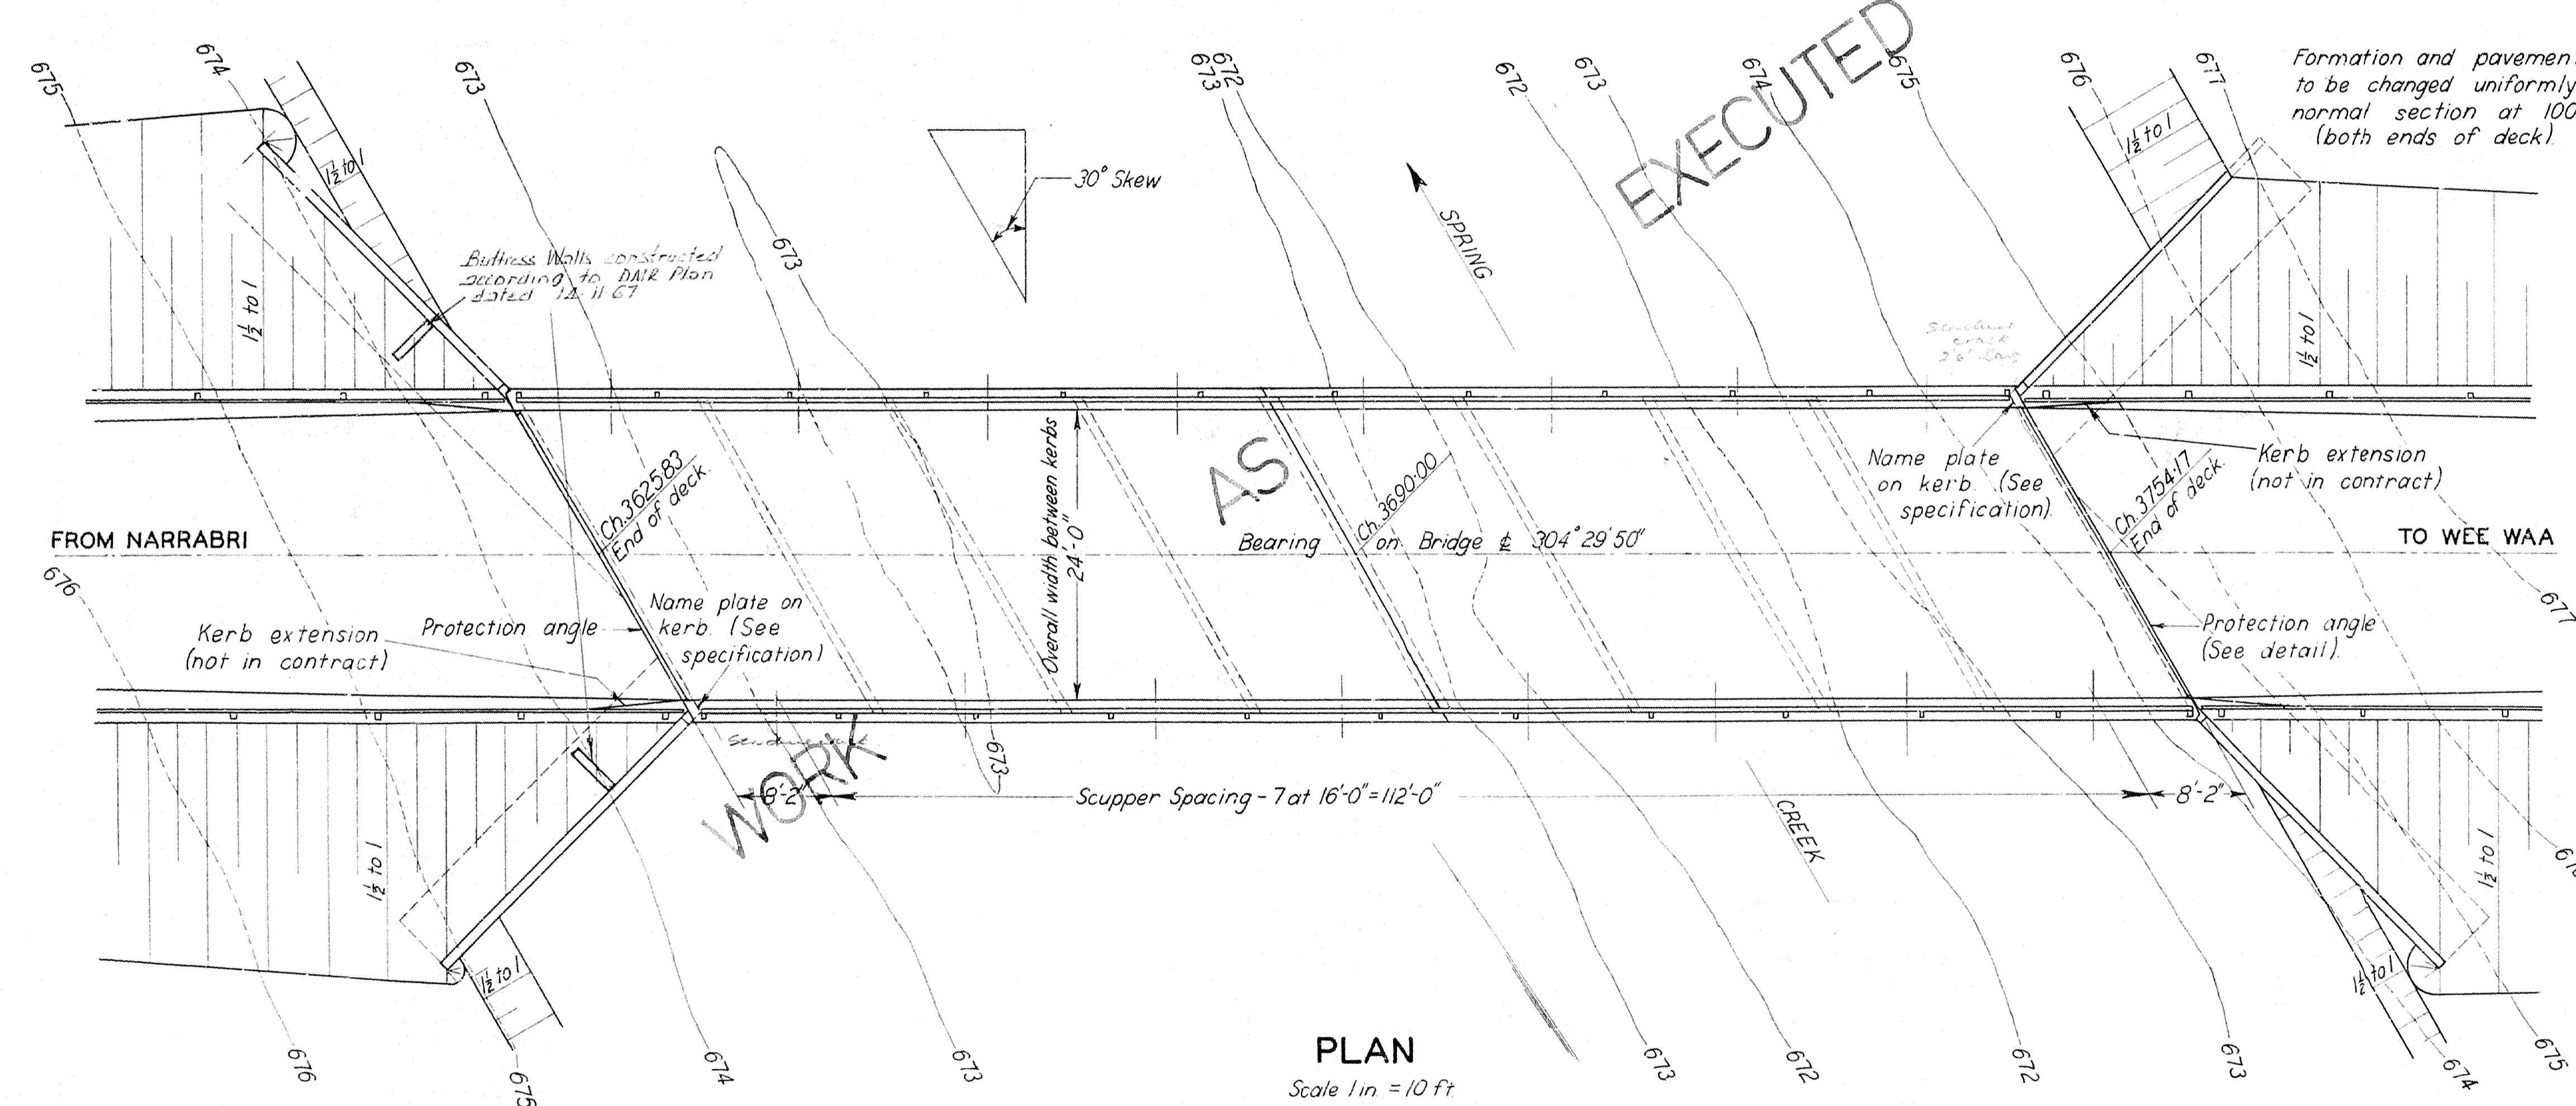 675
674
673
673
672
672
673
674
675
676
677
Formation and pavement
to be changed uniformly
normal section at 100
(both ends of deck).
EXECUTED
1½ to 1
1½ to 1
30° Skew
SPRING
673
Buttress Walls constructed
according to DMR Plan
dated 14·11·67
1½ to 1
1½ to 1
crack
Overall width between kerbs
24'-0"
AS
Ch. 3625·83
End of deck.
Ch. 3690·00
Name plate
on kerb. (See
specification).
Ch. 3754·17
End of deck.
Kerb extension
(not in contract)
FROM NARRABRI
Bearing on Bridge ℄ 304° 29' 50"
TO WEE WAA
676
677
Kerb extension
(not in contract)
Protection angle
Name plate on
kerb. (See
specification)
Protection angle
(See detail).
673
WORK
8'-2"
Scupper Spacing - 7 at 16'-0" = 112'-0"
8'-2"
CREEK
1½ to 1
1½ to 1
1½ to 1
1½ to 1
676
675
674
673
673
672
672
673
674
675
PLAN
Scale 1 in. = 10 ft.